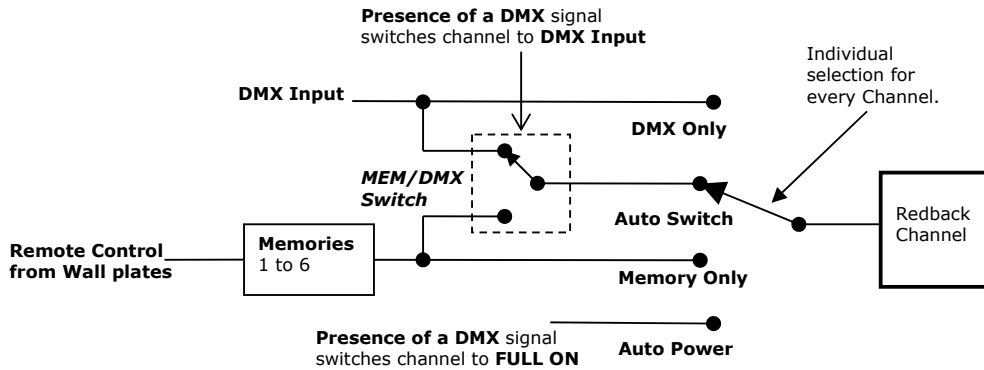 Presence of a DMX signal
switches channel to DMX Input
Individual
selection for
every Channel.
DMX Input
DMX Only
MEM/DMX
Switch
Auto Switch
Redback
Channel
Remote Control
from Wall plates
Memories
1 to 6
Memory Only
Presence of a DMX signal
switches channel to FULL ON
Auto Power